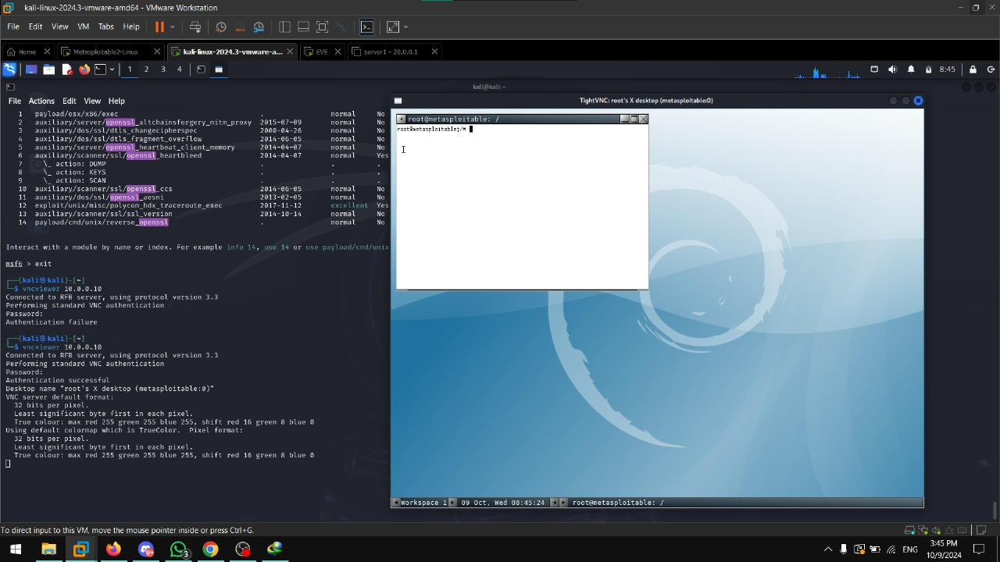 kali-linux-2024.3-vmware-amd64 - VMware Workstation
File Edit View VM Tabs Help
Home Metasploitable2-Linux kali-linux-2024.3-vmware-a... EVE server1 - 20.0.0.1
1 2 3 4 8:45
kali@kali: ~
File Actions Edit View Help
1 payload/osx/x86/exec . normal No
2 auxiliary/server/openssl_altchainsforgery_mitm_proxy 2015-07-09 normal No
3 auxiliary/dos/ssl/dtls_changecipherspec 2000-04-26 normal No
4 auxiliary/dos/ssl/dtls_fragment_overflow 2014-06-05 normal No
5 auxiliary/server/openssl_heartbeat_client_memory 2014-04-07 normal No
6 auxiliary/scanner/ssl/openssl_heartbleed 2014-04-07 normal Yes
7 \_ action: DUMP . . .
8 \_ action: KEYS . . .
9 \_ action: SCAN . . .
10 auxiliary/scanner/ssl/openssl_ccs 2014-06-05 normal No
11 auxiliary/dos/ssl/openssl_aesni 2013-02-05 normal No
12 exploit/unix/misc/polycom_hdx_traceroute_exec 2017-11-12 excellent Yes
13 auxiliary/scanner/ssl/ssl_version 2014-10-14 normal No
14 payload/cmd/unix/reverse_openssl . normal No
Interact with a module by name or index. For example info 14, use 14 or use payload/cmd/unix
msf6 > exit
┌──(kali㉿kali)-[~]
└─$ vncviewer 10.0.0.10
Connected to RFB server, using protocol version 3.3
Performing standard VNC authentication
Password:
Authentication failure
┌──(kali㉿kali)-[~]
└─$ vncviewer 10.0.0.10
Connected to RFB server, using protocol version 3.3
Performing standard VNC authentication
Password:
Authentication successful
Desktop name "root's X desktop (metasploitable:0)"
VNC server default format:
32 bits per pixel.
Least significant byte first in each pixel.
True colour: max red 255 green 255 blue 255, shift red 16 green 8 blue 0
Using default colormap which is TrueColor. Pixel format:
32 bits per pixel.
Least significant byte first in each pixel.
True colour: max red 255 green 255 blue 255, shift red 16 green 8 blue 0
TightVNC: root's X desktop (metasploitable:0)
root@metasploitable: /
root@metasploitable:/#
Workspace 1 09 Oct, Wed 08:45:24 root@metasploitable: /
To direct input to this VM, move the mouse pointer inside or press Ctrl+G.
3 ENG 3:45 PM
10/9/2024